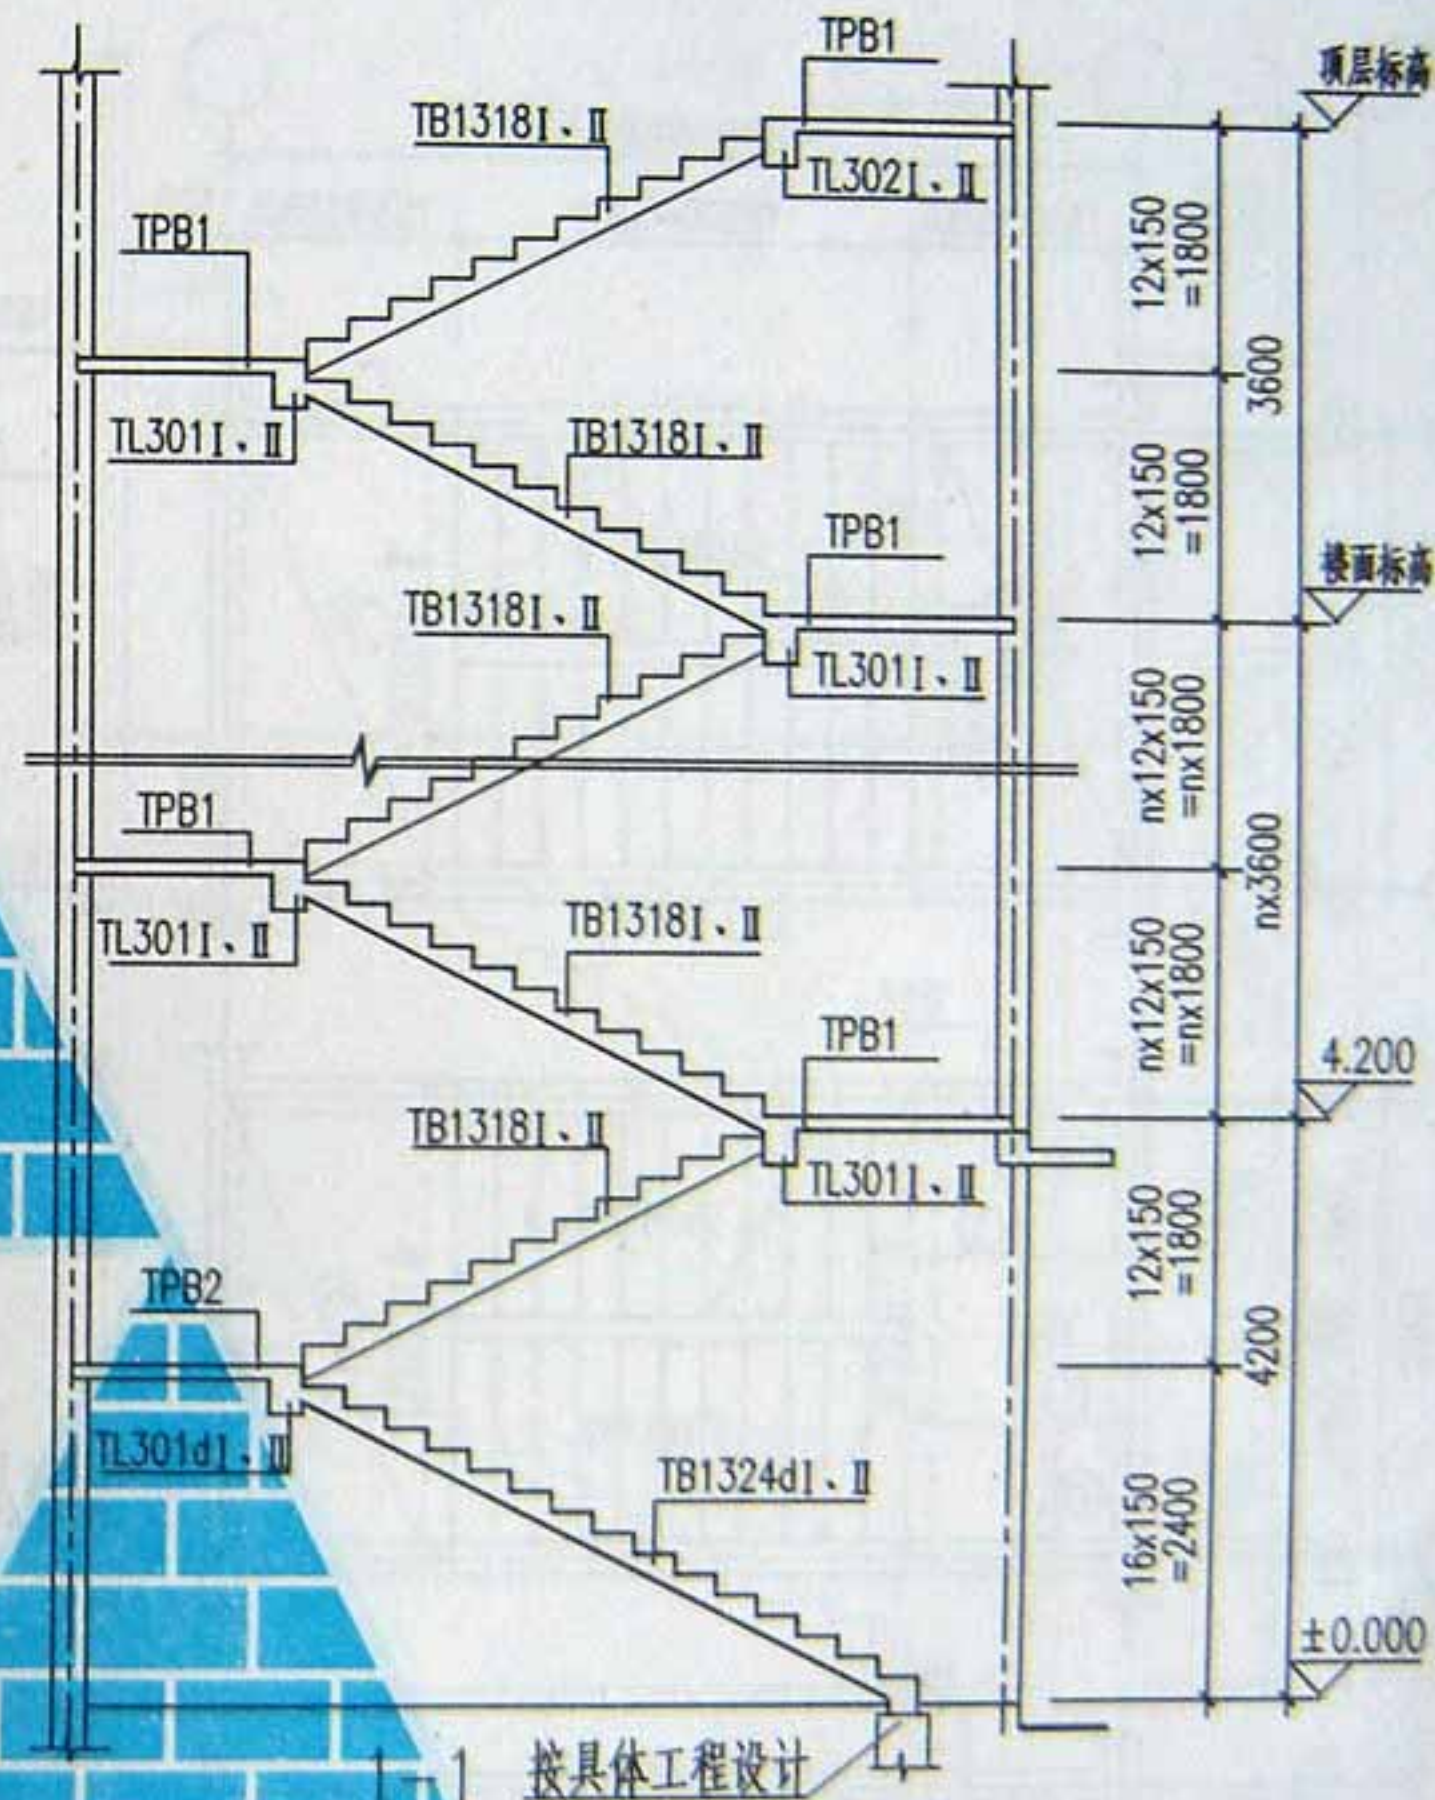 TPB1
顶层标高
TB1318Ⅰ、Ⅱ
TL302Ⅰ、Ⅱ
12x150
=1800
TPB1
3600
TL301Ⅰ、Ⅱ
TB1318Ⅰ、Ⅱ
12x150
=1800
TPB1
楼面标高
TB1318Ⅰ、Ⅱ
TL301Ⅰ、Ⅱ
nx12x150
=nx1800
TPB1
nx3600
TL301Ⅰ、Ⅱ
TB1318Ⅰ、Ⅱ
nx12x150
=nx1800
TPB1
4.200
TB1318Ⅰ、Ⅱ
TL301Ⅰ、Ⅱ
12x150
=1800
TPB2
4200
TL301dⅠ、Ⅱ
TB1324dⅠ、Ⅱ
16x150
=2400
±0.000
1-1
按具体工程设计